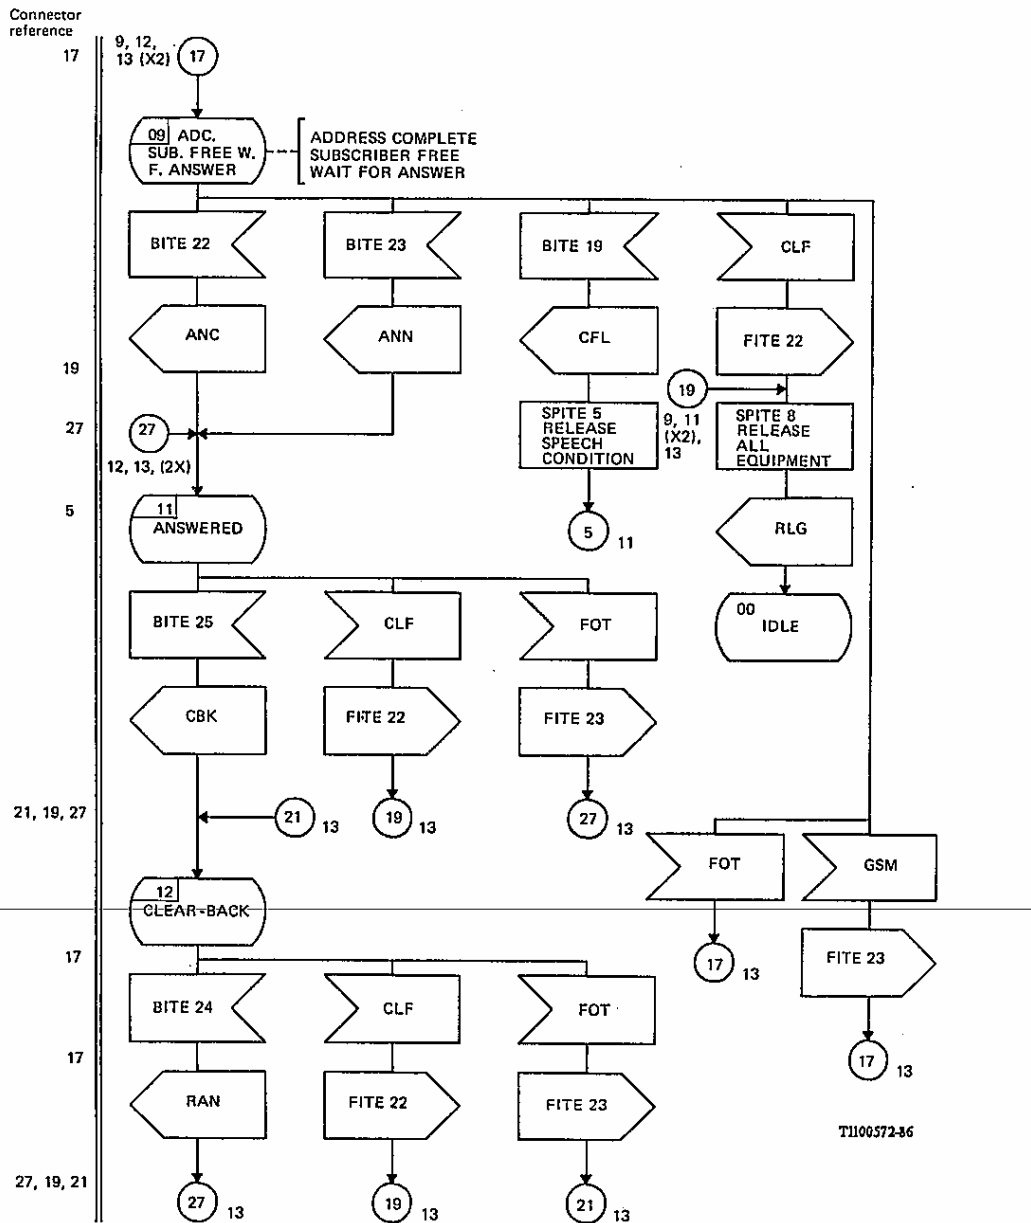 Connector
reference
17
9, 12,
13 (X2)
17
09 ADC.
SUB. FREE W.
F. ANSWER
ADDRESS COMPLETE
SUBSCRIBER FREE
WAIT FOR ANSWER
BITE 22
BITE 23
BITE 19
CLF
ANC
ANN
CFL
FITE 22
19
19
9, 11
(X2),
13
SPITE 5
RELEASE
SPEECH
CONDITION
SPITE 8
RELEASE
ALL
EQUIPMENT
27
27
12, 13, (2X)
5
11
ANSWERED
5
11
RLG
00
IDLE
BITE 25
CLF
FOT
CBK
FITE 22
FITE 23
21, 19, 27
21
13
19
13
27
13
FOT
GSM
12
CLEAR-BACK
17
17
13
FITE 23
BITE 24
CLF
FOT
17
17
13
RAN
FITE 22
FITE 23
T1100572-86
27, 19, 21
27
13
19
13
21
13